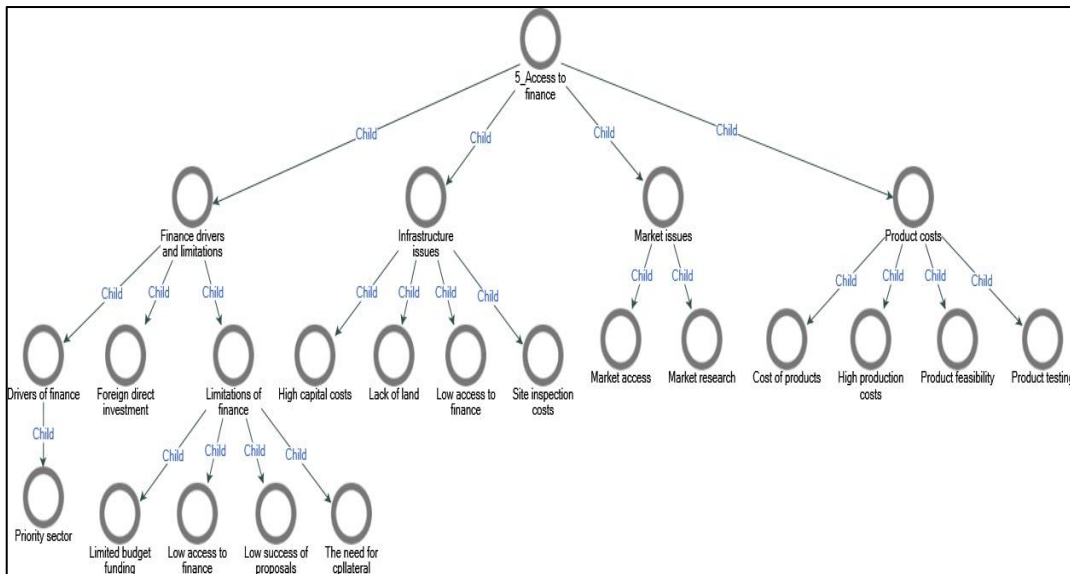 5_Access to
finance
Child
Child
Child
Child
Finance drivers
and limitations
Infrastructure
issues
Market issues
Product costs
Child
Child
Child
Child
Child
Child
Child
Child
Child
Child
Child
Child
Child
Drivers of finance
Foreign direct
investment
Limitations of
finance
High capital costs
Lack of land
Low access to
finance
Site inspection
costs
Market access
Market research
Cost of products
High production
costs
Product feasibility
Product testing
Child
Child
Child
Child
Child
Priority sector
Limited budget
funding
Low access to
finance
Low success of
proposals
The need for
cpllateral